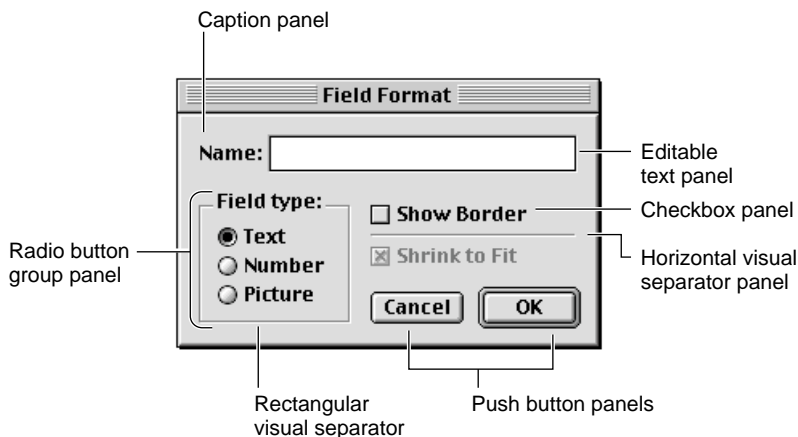 Caption panel
Field Format
Name:
Editable
text panel
Field type:
Show Border
Checkbox panel
Text
Radio button
group panel
Number
Shrink to Fit
Horizontal visual
separator panel
Picture
Cancel
OK
Rectangular
visual separator
Push button panels